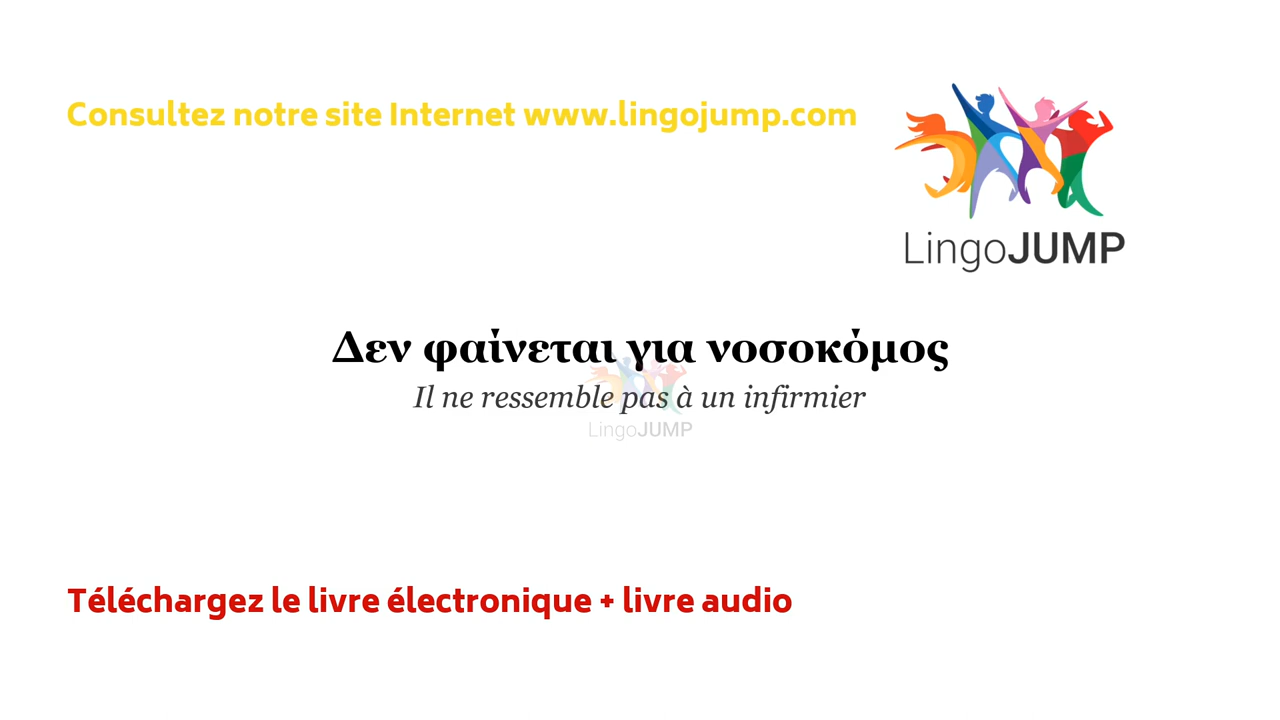 Consultez notre site Internet www.lingojump.com
LingoJUMP
Δεν φαίνεται για νοσοκόμος
Il ne ressemble pas à un infirmier
LingoJUMP
Téléchargez le livre électronique + livre audio